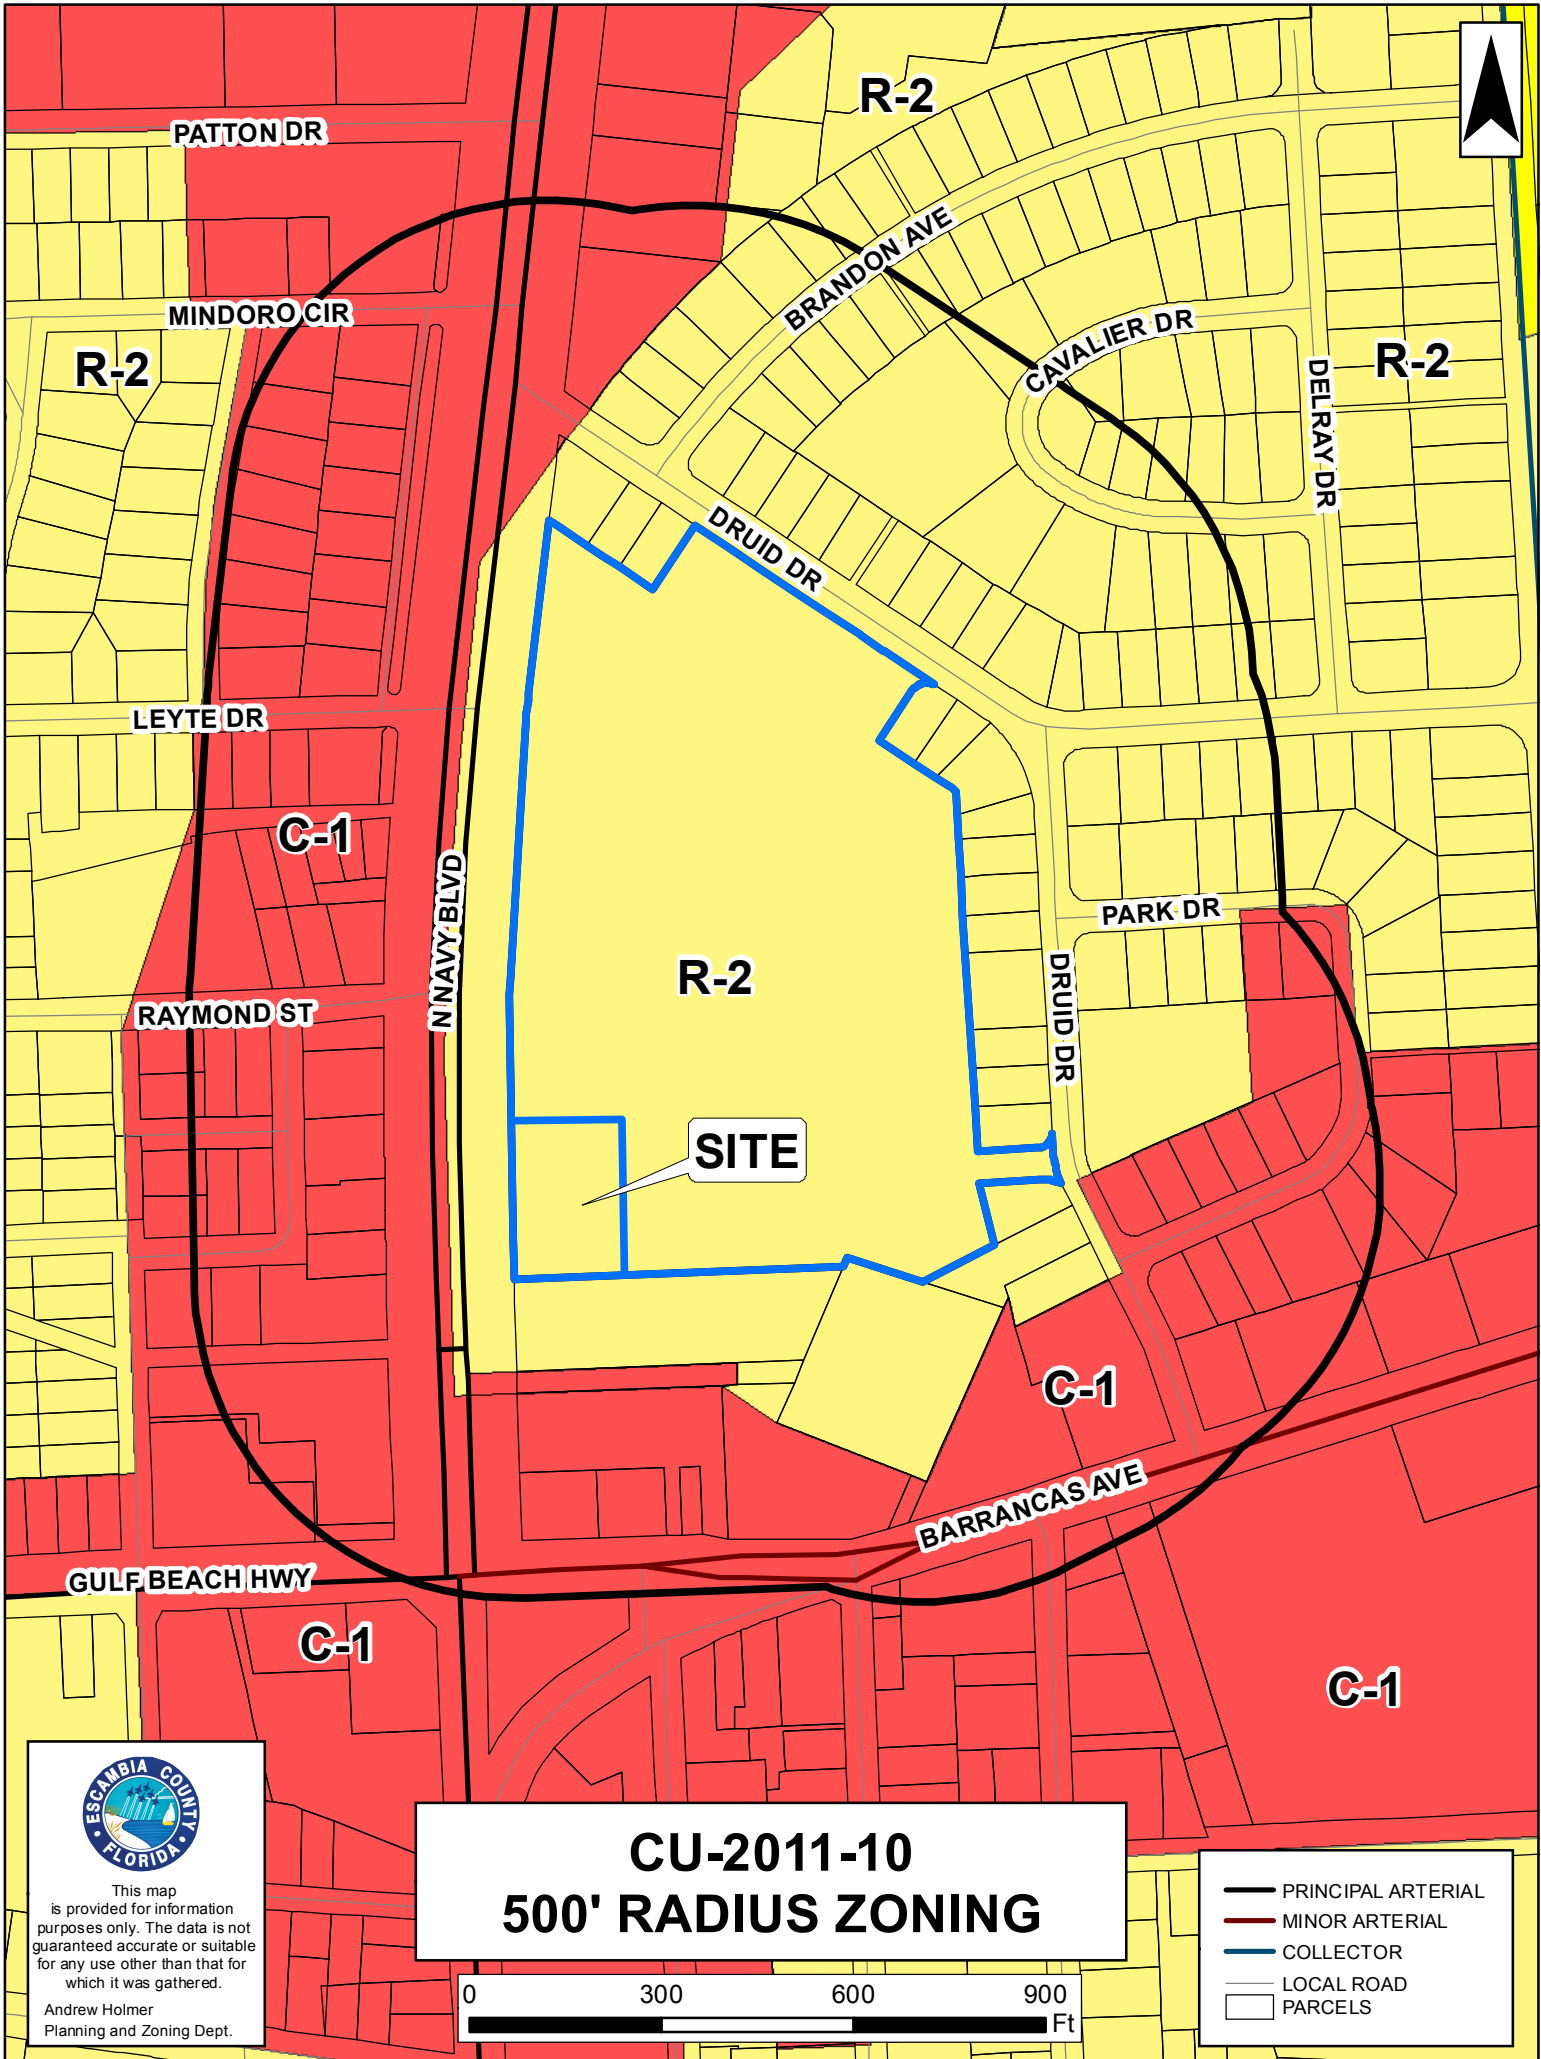 R-2
PATTON DR
BRANDON AVE
MINDORO CIR
CAVALIER DR
R-2
R-2
DELRAY DR
DRUID DR
LEYTE DR
C-1
N NAVY BLVD
PARK DR
R-2
DRUID DR
RAYMOND ST
SITE
C-1
BARRANCAS AVE
GULF BEACH HWY
C-1
C-1
ESCAMBIA COUNTY
FLORIDA
This map
is provided for information
purposes only. The data is not
guaranteed accurate or suitable
for any use other than that for
which it was gathered.
Andrew Holmer
Planning and Zoning Dept.
CU-2011-10
500' RADIUS ZONING
0 300 600 900
Ft
PRINCIPAL ARTERIAL
MINOR ARTERIAL
COLLECTOR
LOCAL ROAD
PARCELS